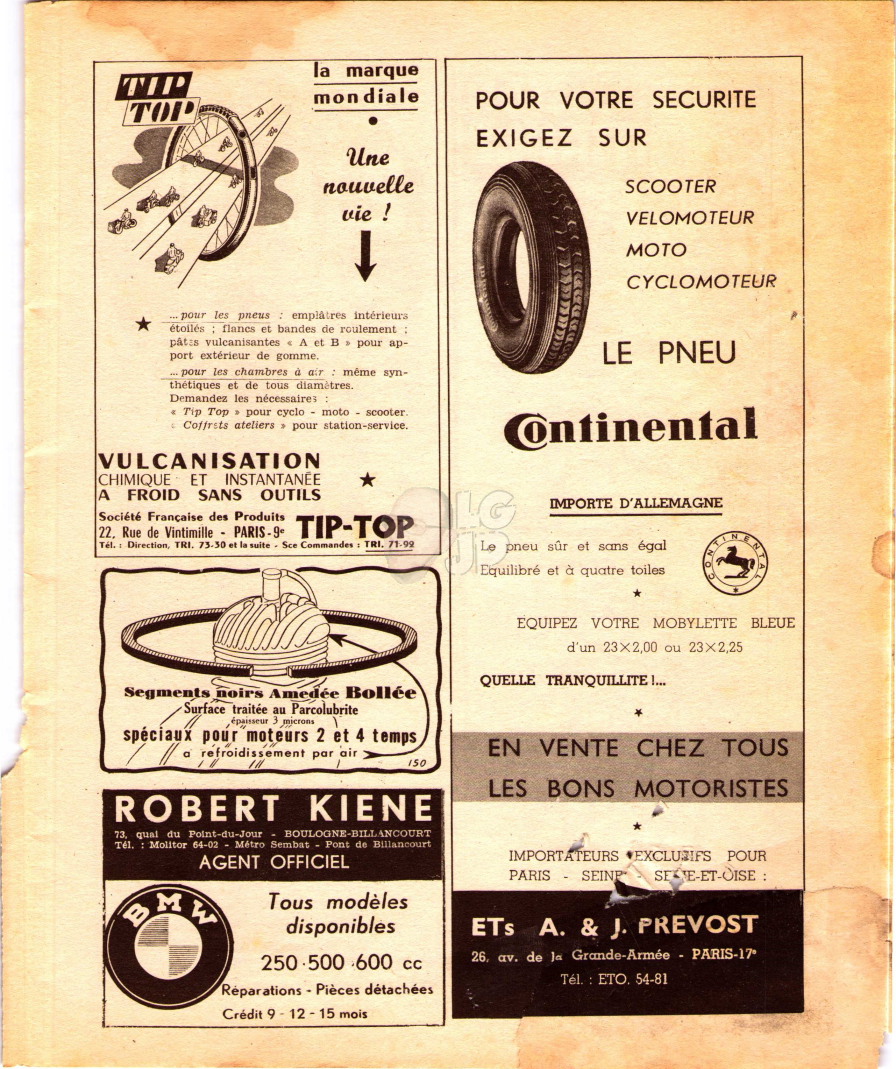 TIP
TOP
la marque
mondiale
Une
nouvelle
vie !
...pour les pneus : emplâtres intérieurs
étoilés ; flancs et bandes de roulement ;
pâtes vulcanisantes « A et B » pour ap-
port extérieur de gomme.
...pour les chambres à air : même syn-
thétiques et de tous diamètres.
Demandez les nécessaires :
« Tip Top » pour cyclo - moto - scooter.
« Coffrets ateliers » pour station-service.
VULCANISATION
CHIMIQUE ET INSTANTANÉE
A FROID SANS OUTILS
Société Française des Produits
22, Rue de Vintimille - PARIS-9e
TIP-TOP
Tél. : Direction, TRI. 73-30 et la suite - Sce Commandes : TRI. 71-99
Segments noirs Amedée Bollée
Surface traitée au Parcolubrite
épaisseur 3 microns
spéciaux pour moteurs 2 et 4 temps
a refroidissement par air
150
ROBERT KIENE
73, quai du Point-du-Jour - BOULOGNE-BILLANCOURT
Tél. : Molitor 64-02 - Métro Sembat - Pont de Billancourt
AGENT OFFICIEL
BMW
Tous modèles
disponibles
250 - 500 - 600 cc
Réparations - Pièces détachées
Crédit 9 - 12 - 15 mois
POUR VOTRE SECURITE
EXIGEZ SUR
SCOOTER
VELOMOTEUR
MOTO
CYCLOMOTEUR
LE PNEU
Continental
IMPORTE D'ALLEMAGNE
Le pneu sûr et sans égal
Equilibré et à quatre toiles
CONTINENTAL
EQUIPEZ VOTRE MOBYLETTE BLEUE
d'un 23×2,00 ou 23×2,25
QUELLE TRANQUILLITE !...
EN VENTE CHEZ TOUS
LES BONS MOTORISTES
IMPORTATEURS EXCLUSIFS POUR
PARIS - SEINE - SEINE-ET-OISE :
ETs A. & J. PREVOST
26, av. de la Grande-Armée - PARIS-17e
Tél. : ETO. 54-81
LG
JP